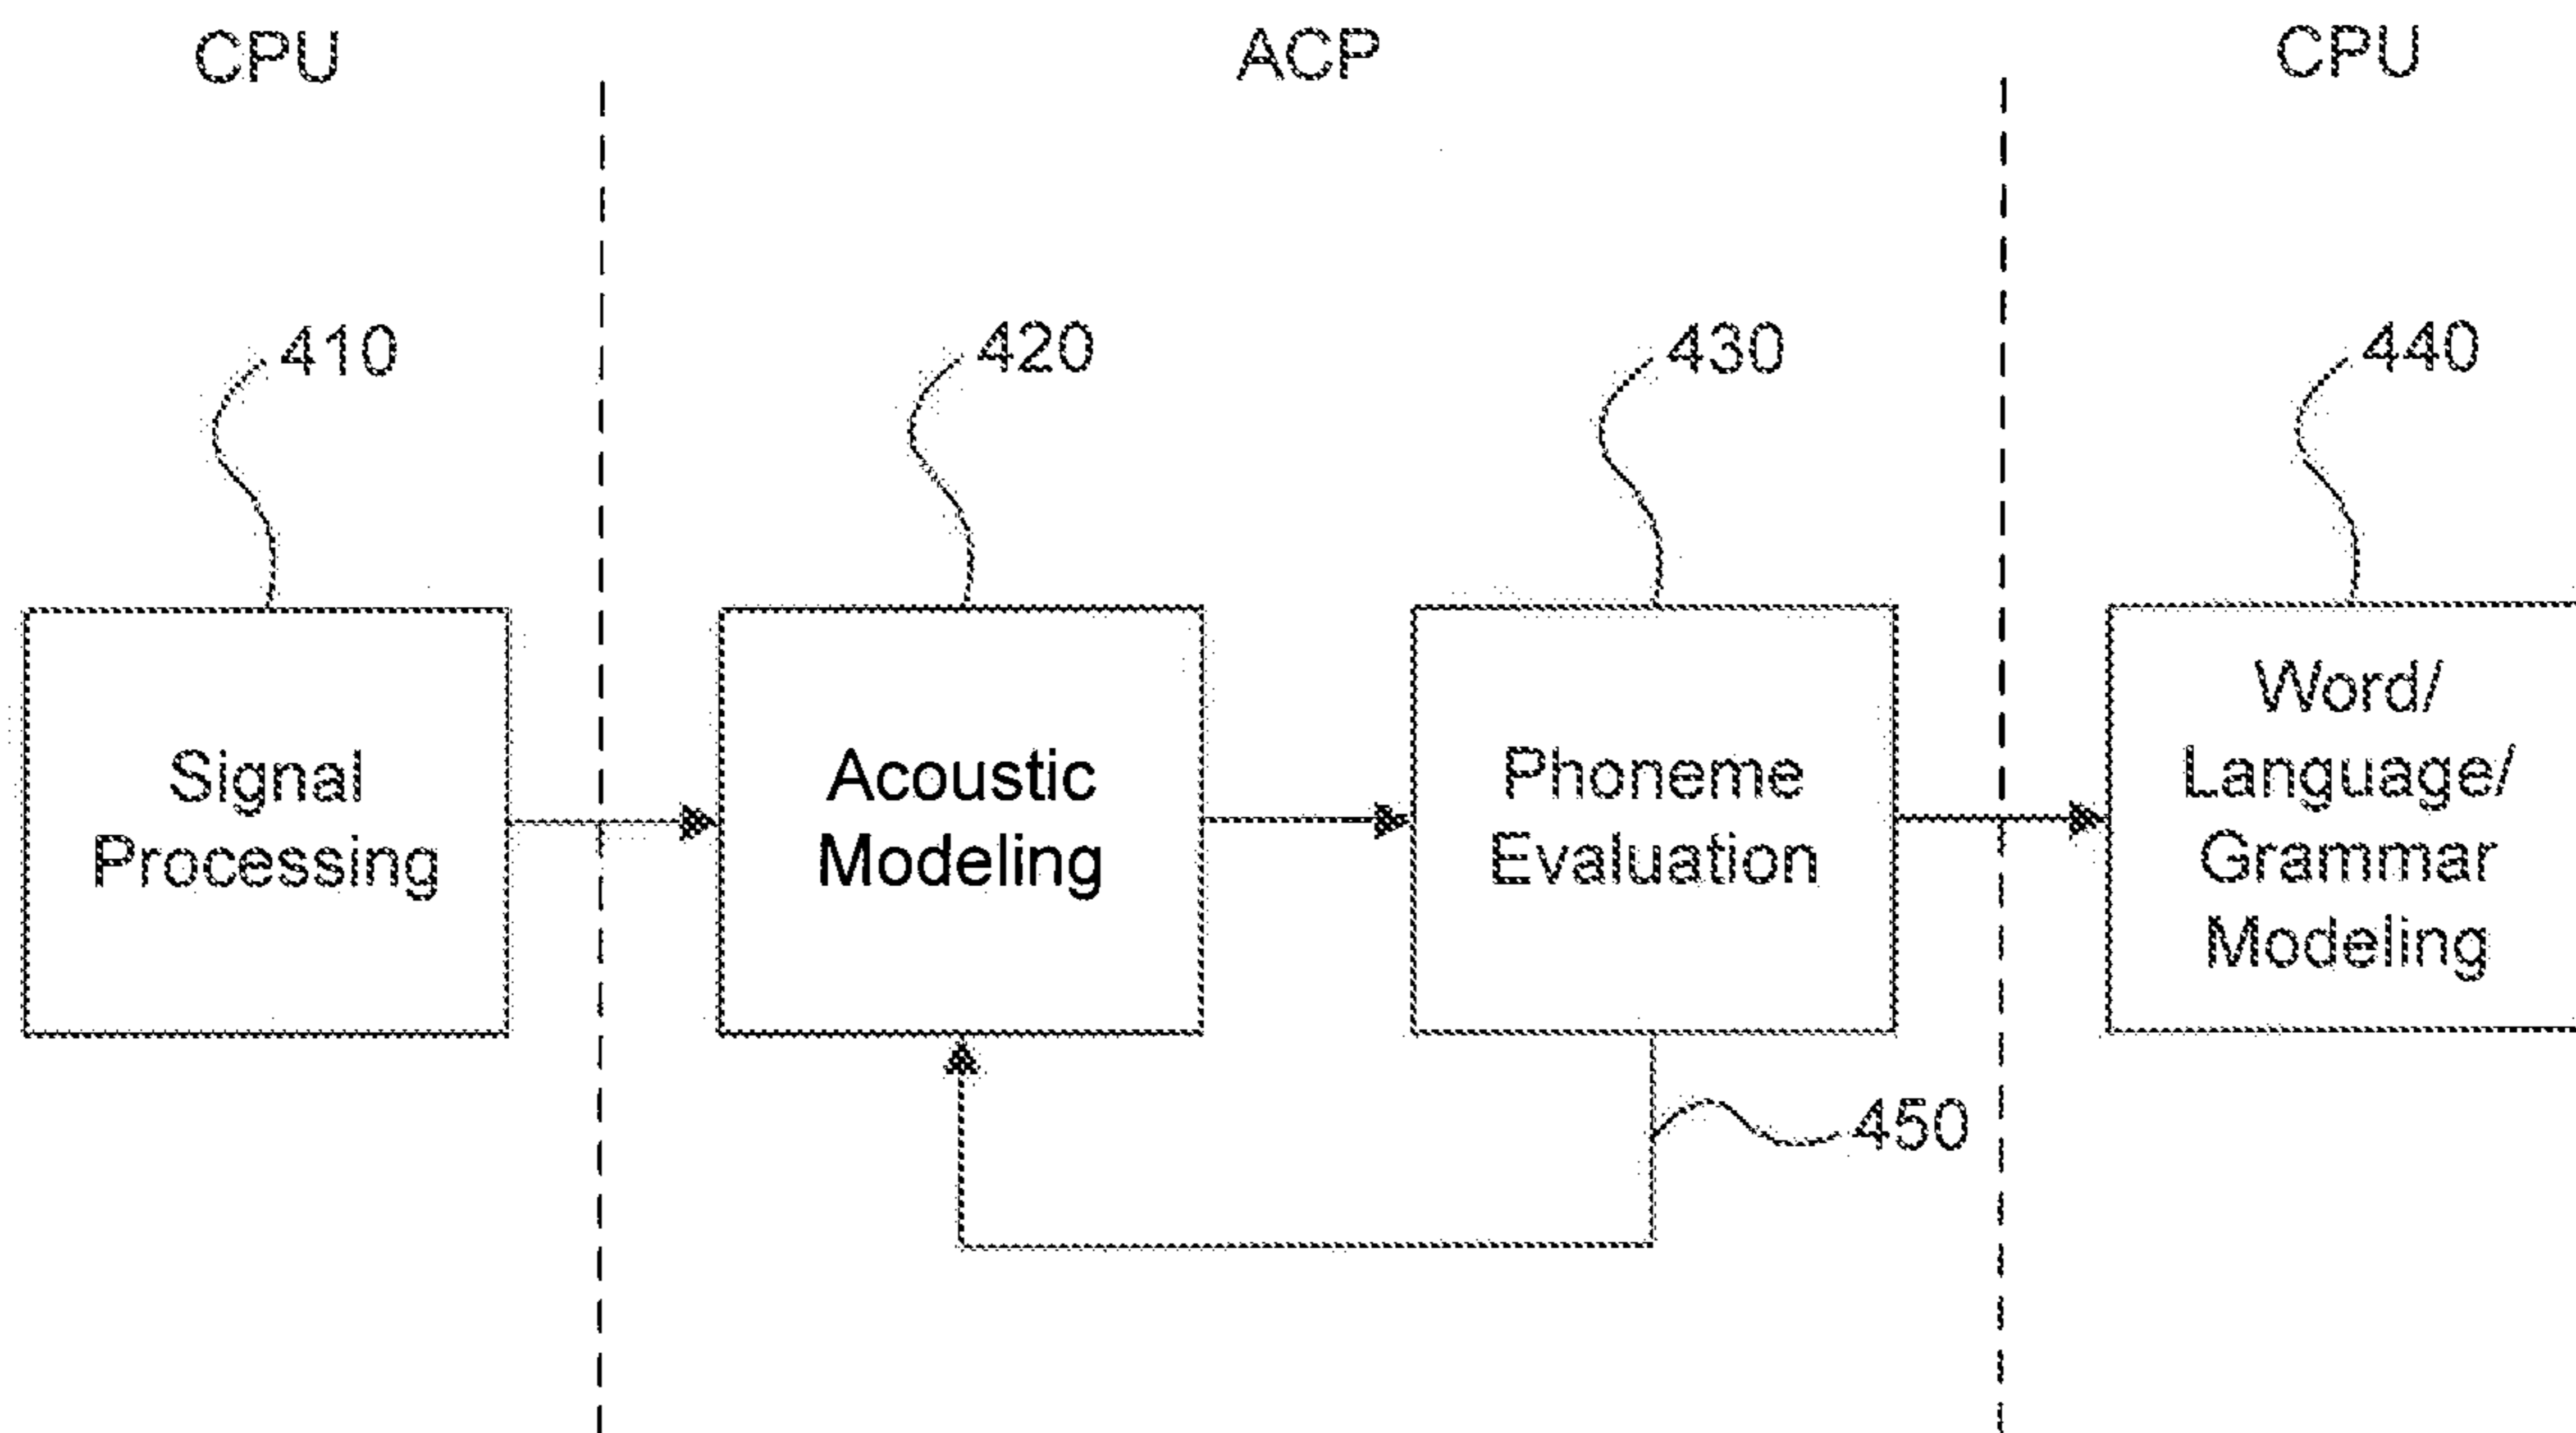 CPU
ACP
CPU
410
420
430
440
Signal
Processing
Acoustic
Modeling
Phoneme
Evaluation
Word/
Language/
Grammar
Modeling
450